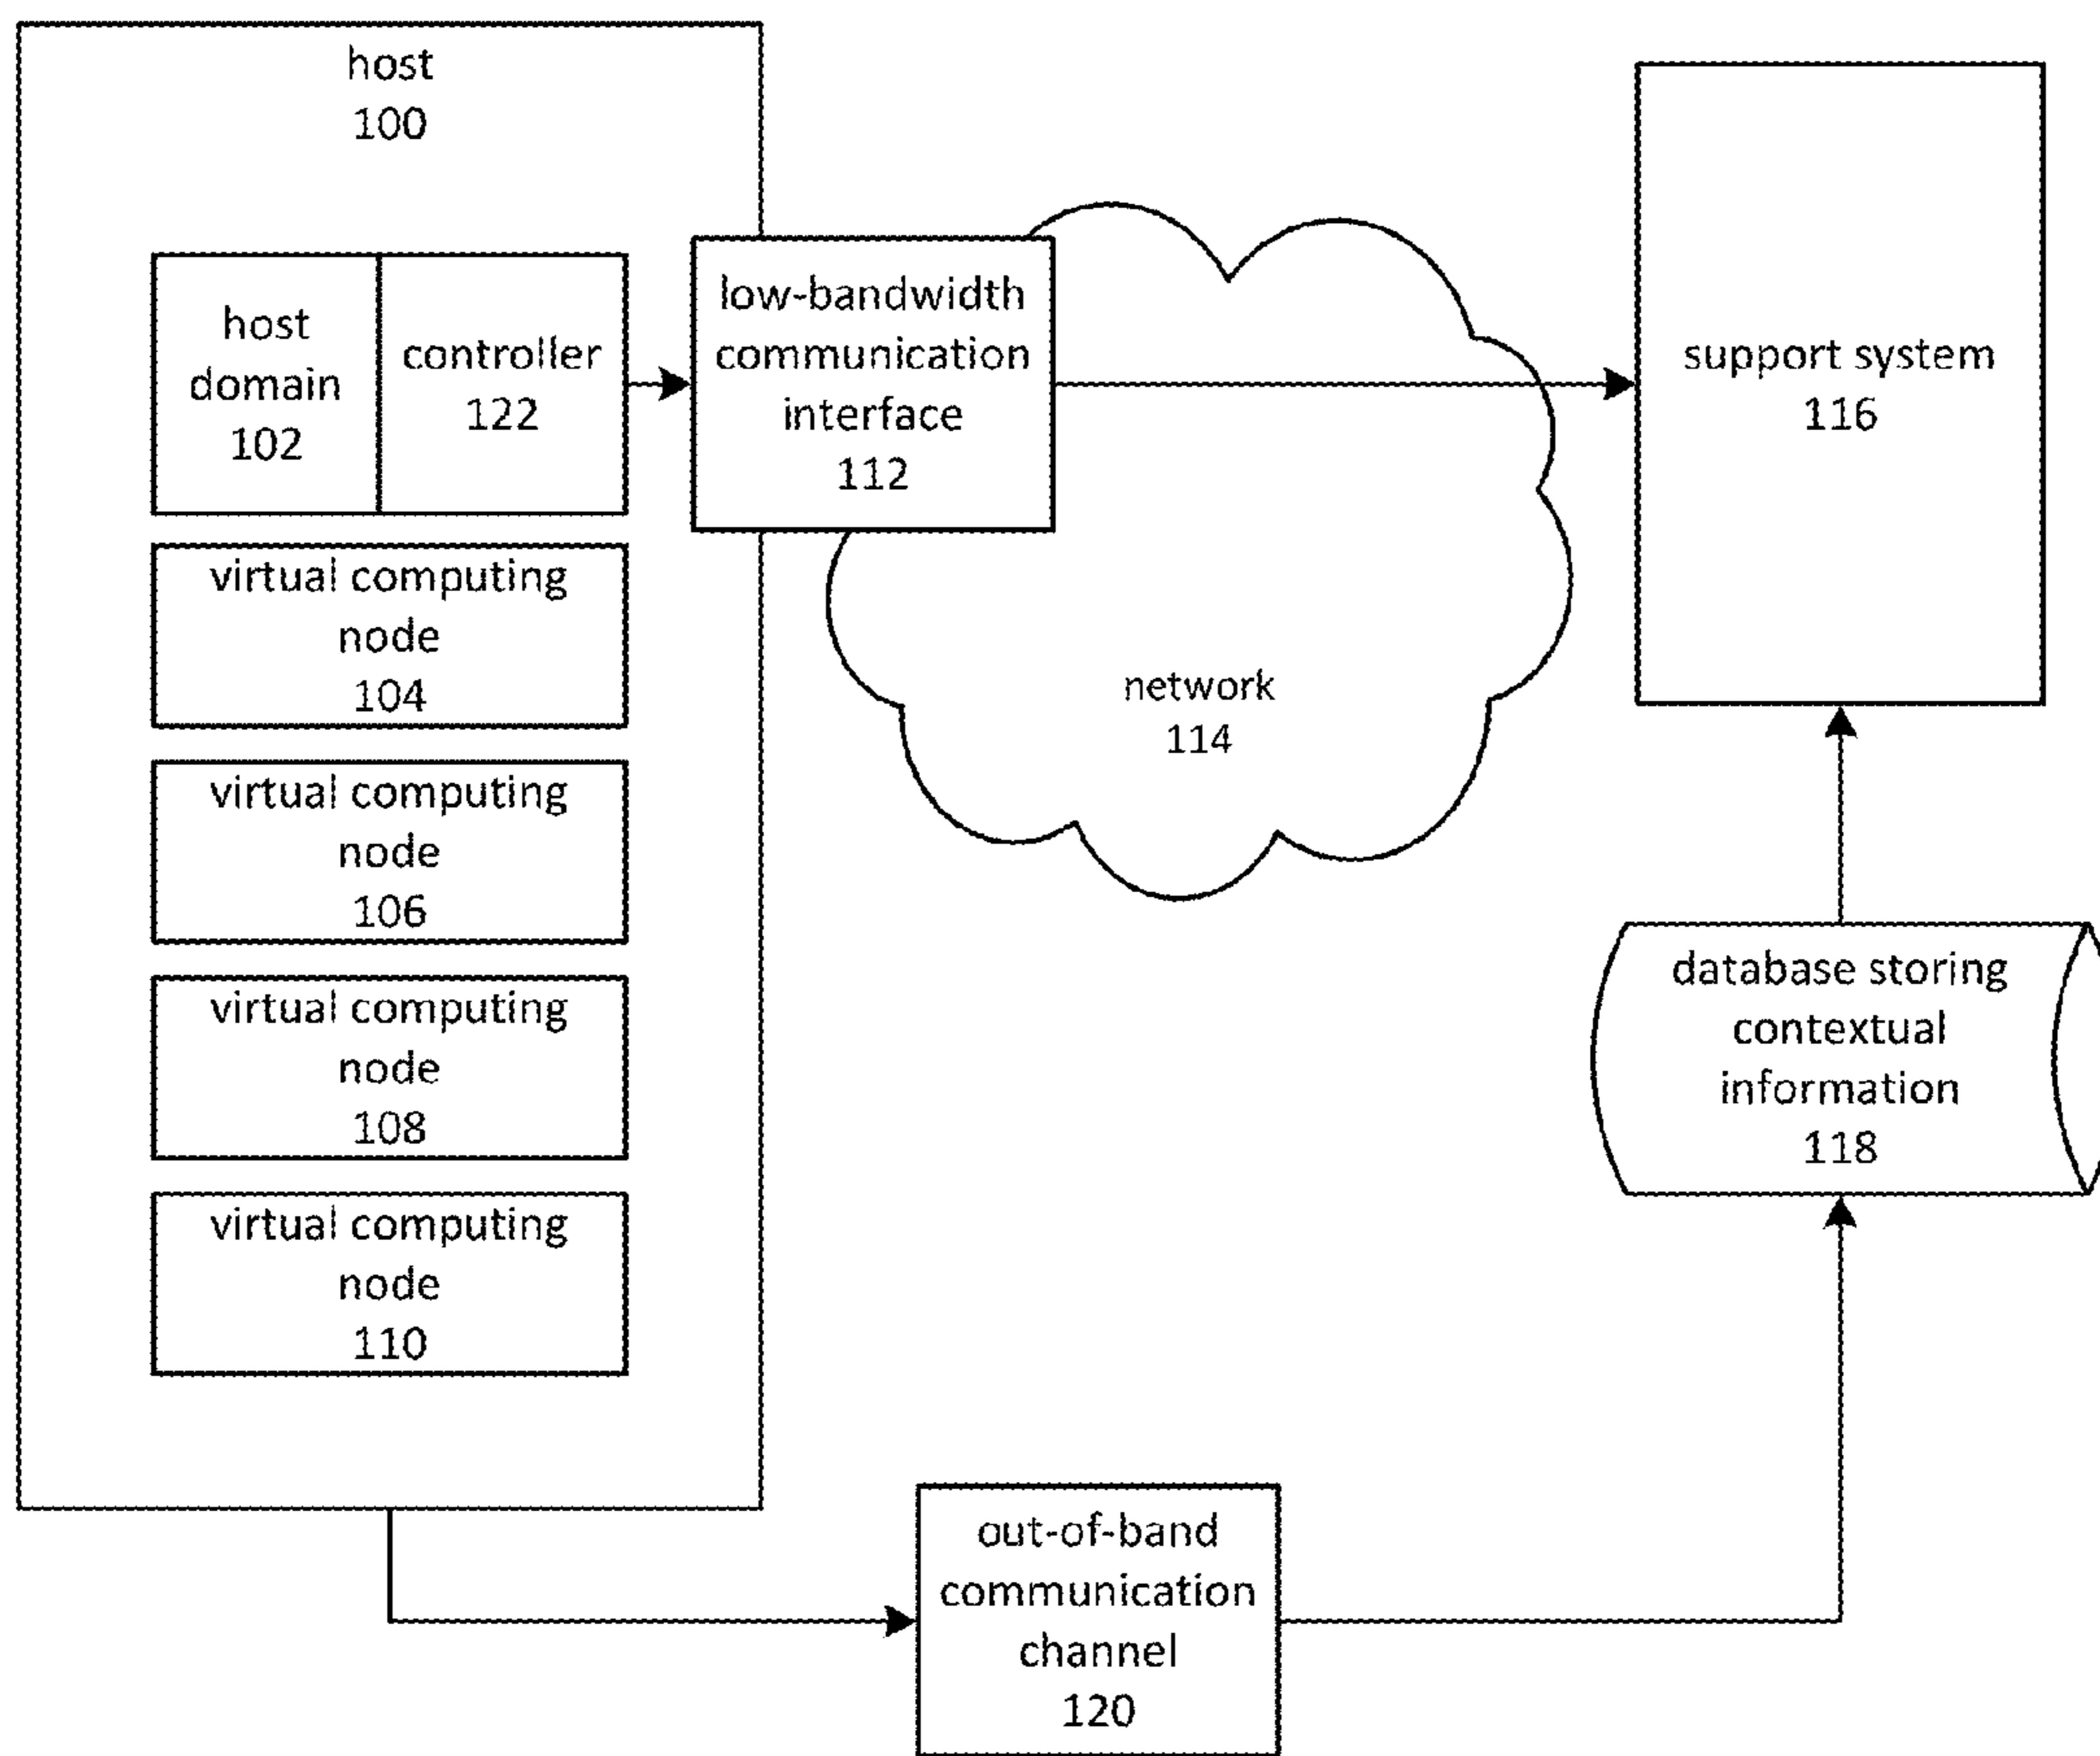 host
100
host
domain
102
controller
122
low-bandwidth
communication
interface
112
support system
116
virtual computing
node
104
network
114
virtual computing
node
106
virtual computing
node
108
database storing
contextual
information
118
virtual computing
node
110
out-of-band
communication
channel
120